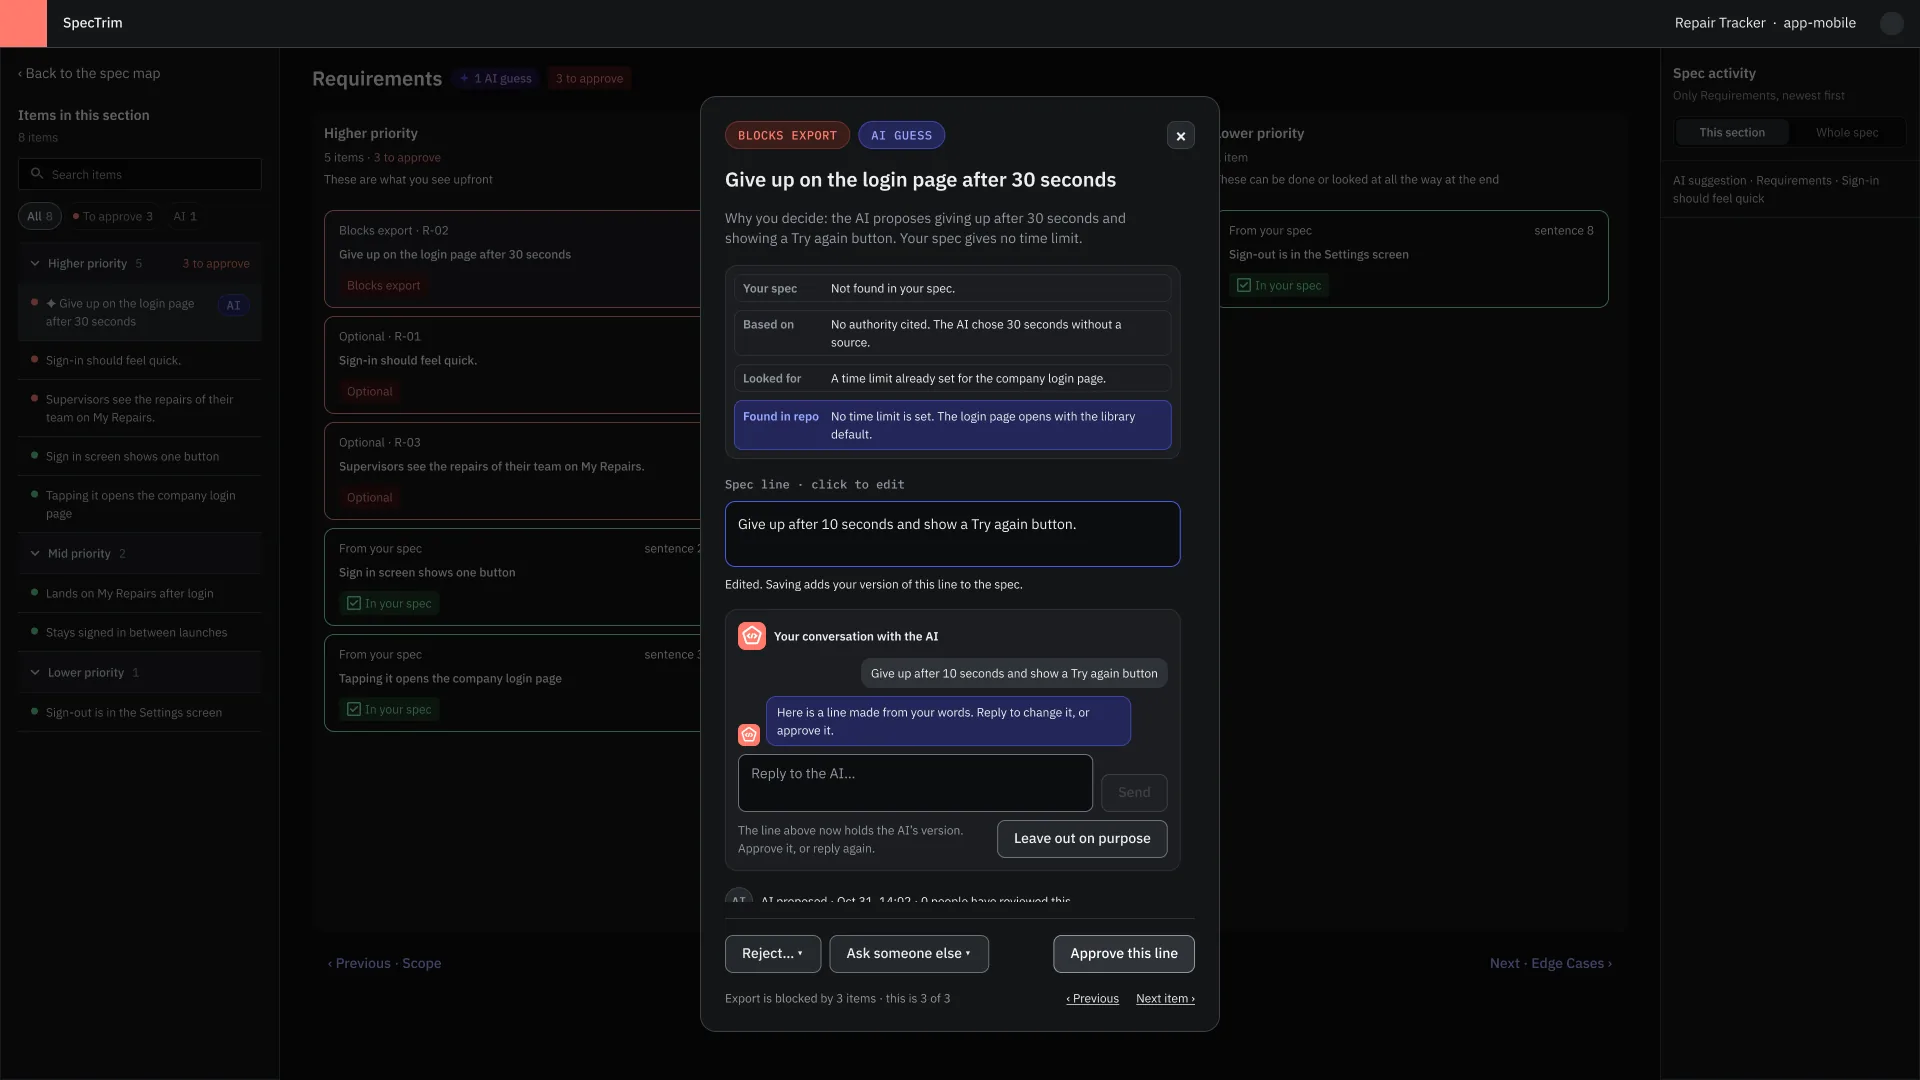 SpecTrim
Repair Tracker · app-mobile
‹ Back to the spec map
Items in this section
8 items
Search items
All 8
To approve 3
AI 1
Higher priority 5
3 to approve
✦ Give up on the login page
after 30 seconds
AI
Sign-in should feel quick.
Supervisors see the repairs of their
team on My Repairs.
Sign in screen shows one button
Tapping it opens the company login
page
Mid priority 2
Lands on My Repairs after login
Stays signed in between launches
Lower priority 1
Sign-out is in the Settings screen
Requirements
+ 1 AI guess
3 to approve
Higher priority
5 items · 3 to approve
These are what you see upfront
Blocks export · R-02
Give up on the login page after 30 seconds
Blocks export
Optional · R-01
Sign-in should feel quick.
Optional
Optional · R-03
Supervisors see the repairs of their team on My Repairs.
Optional
From your spec
sentence 2
Sign in screen shows one button
In your spec
From your spec
sentence 3
Tapping it opens the company login page
In your spec
‹ Previous · Scope
BLOCKS EXPORT
AI GUESS
×
Give up on the login page after 30 seconds
Why you decide: the AI proposes giving up after 30 seconds and
showing a Try again button. Your spec gives no time limit.
Your spec
Not found in your spec.
Based on
No authority cited. The AI chose 30 seconds without a
source.
Looked for
A time limit already set for the company login page.
Found in repo
No time limit is set. The login page opens with the library
default.
Spec line · click to edit
Give up after 10 seconds and show a Try again button.
Edited. Saving adds your version of this line to the spec.
Your conversation with the AI
Give up after 10 seconds and show a Try again button
Here is a line made from your words. Reply to change it, or
approve it.
Reply to the AI...
Send
The line above now holds the AI's version.
Approve it, or reply again.
Leave out on purpose
AI
AI proposed · Oct 31, 14:02 · 0 people have reviewed this
Reject... ▾
Ask someone else ▾
Approve this line
Export is blocked by 3 items · this is 3 of 3
‹ Previous
Next item ›
ower priority
item
hese can be done or looked at all the way at the end
From your spec
sentence 8
Sign-out is in the Settings screen
In your spec
Next · Edge Cases ›
Spec activity
Only Requirements, newest first
This section
Whole spec
AI suggestion · Requirements · Sign-in
should feel quick